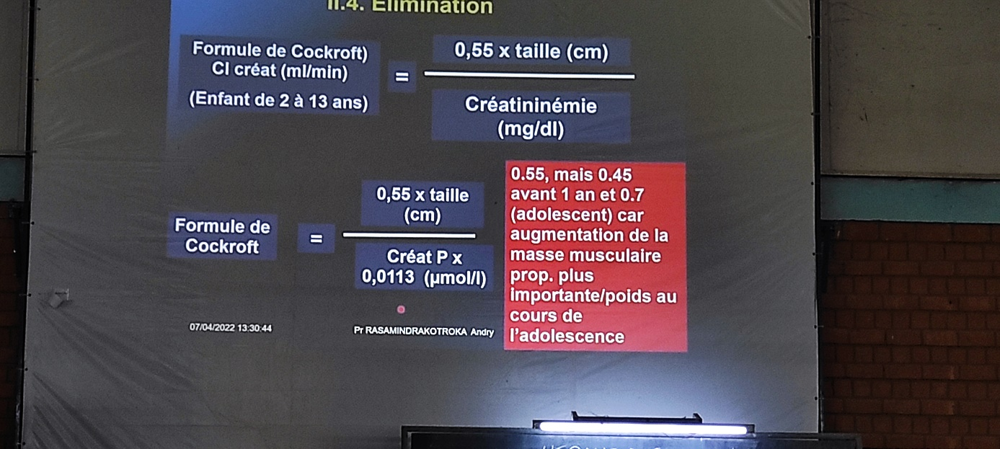 II.4. Elimination
Formule de Cockroft)
Cl créat (ml/min)
(Enfant de 2 à 13 ans)
=
0,55 x taille (cm)
Créatininémie
(mg/dl)
Formule de
Cockroft
=
0,55 x taille
(cm)
Créat P x
0,0113 (µmol/l)
0.55, mais 0.45
avant 1 an et 0.7
(adolescent) car
augmentation de la
masse musculaire
prop. plus
importante/poids au
cours de
l'adolescence
07/04/2022 13:30:44
Pr RASAMINDRAKOTROKA Andry